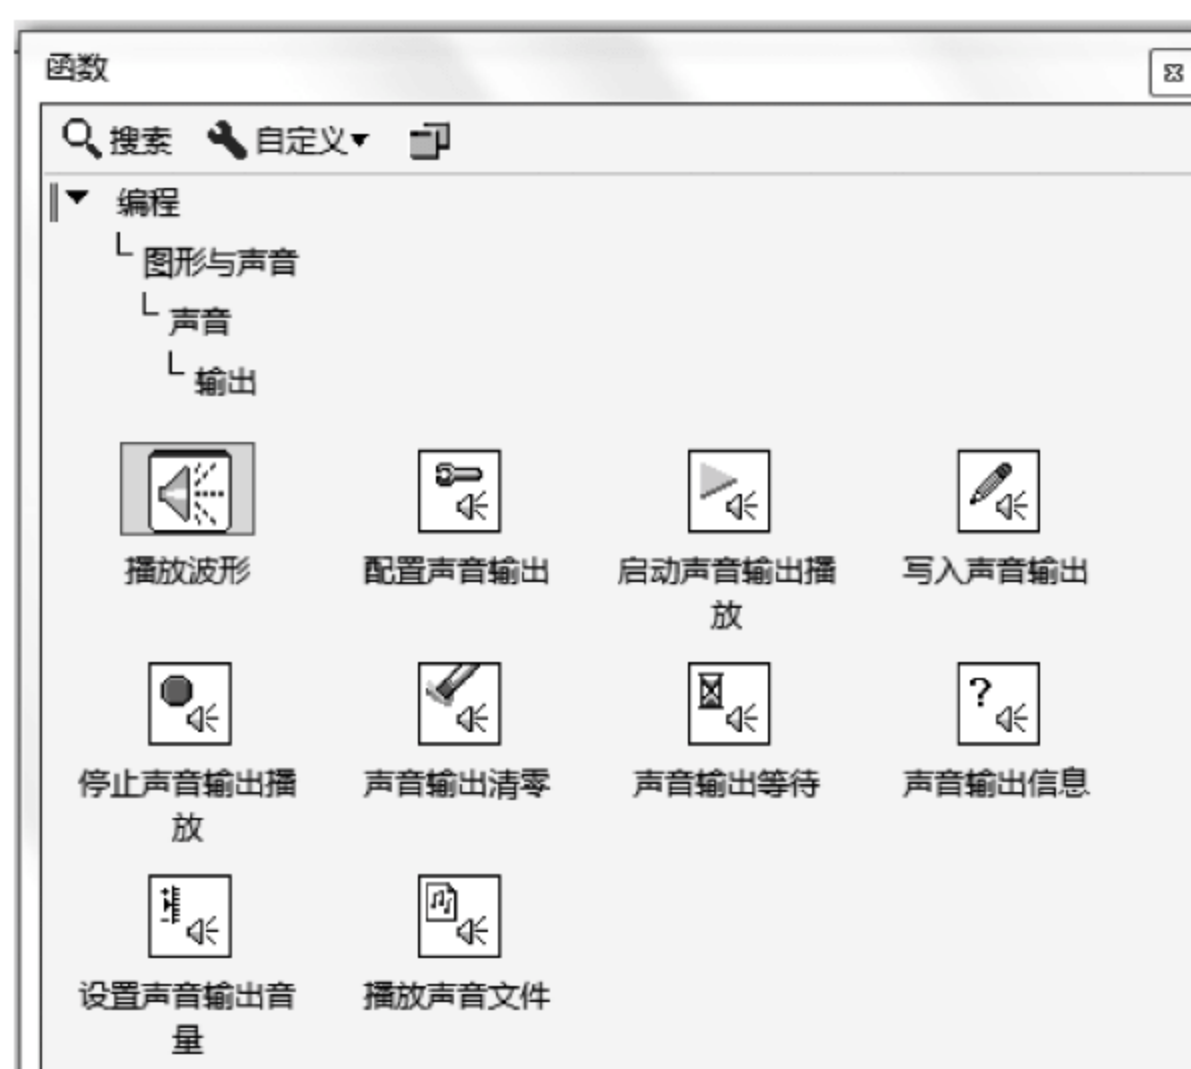 函数
搜索 自定义
编程
图形与声音
声音
输出
播放波形 配置声音输出 启动声音输出播 写入声音输出
放
?
停止声音输出播 声音输出清零 声音输出等待 声音输出信息
放
设置声音输出音 播放声音文件
量